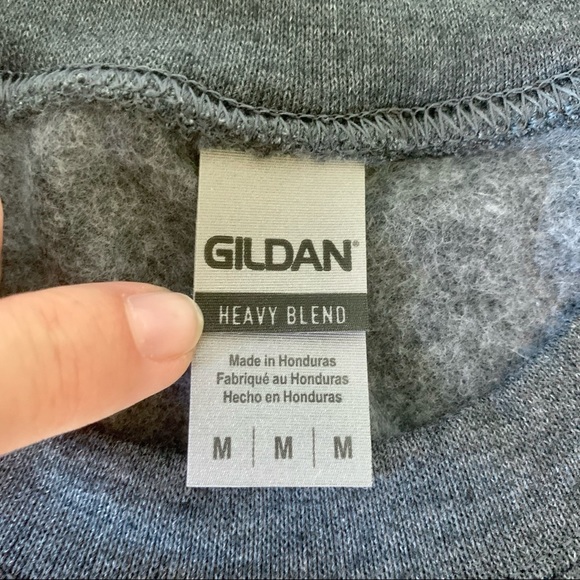 GILDAN®
HEAVY BLEND
Made in Honduras
Fabriqué au Honduras
Hecho en Honduras
M | M | M